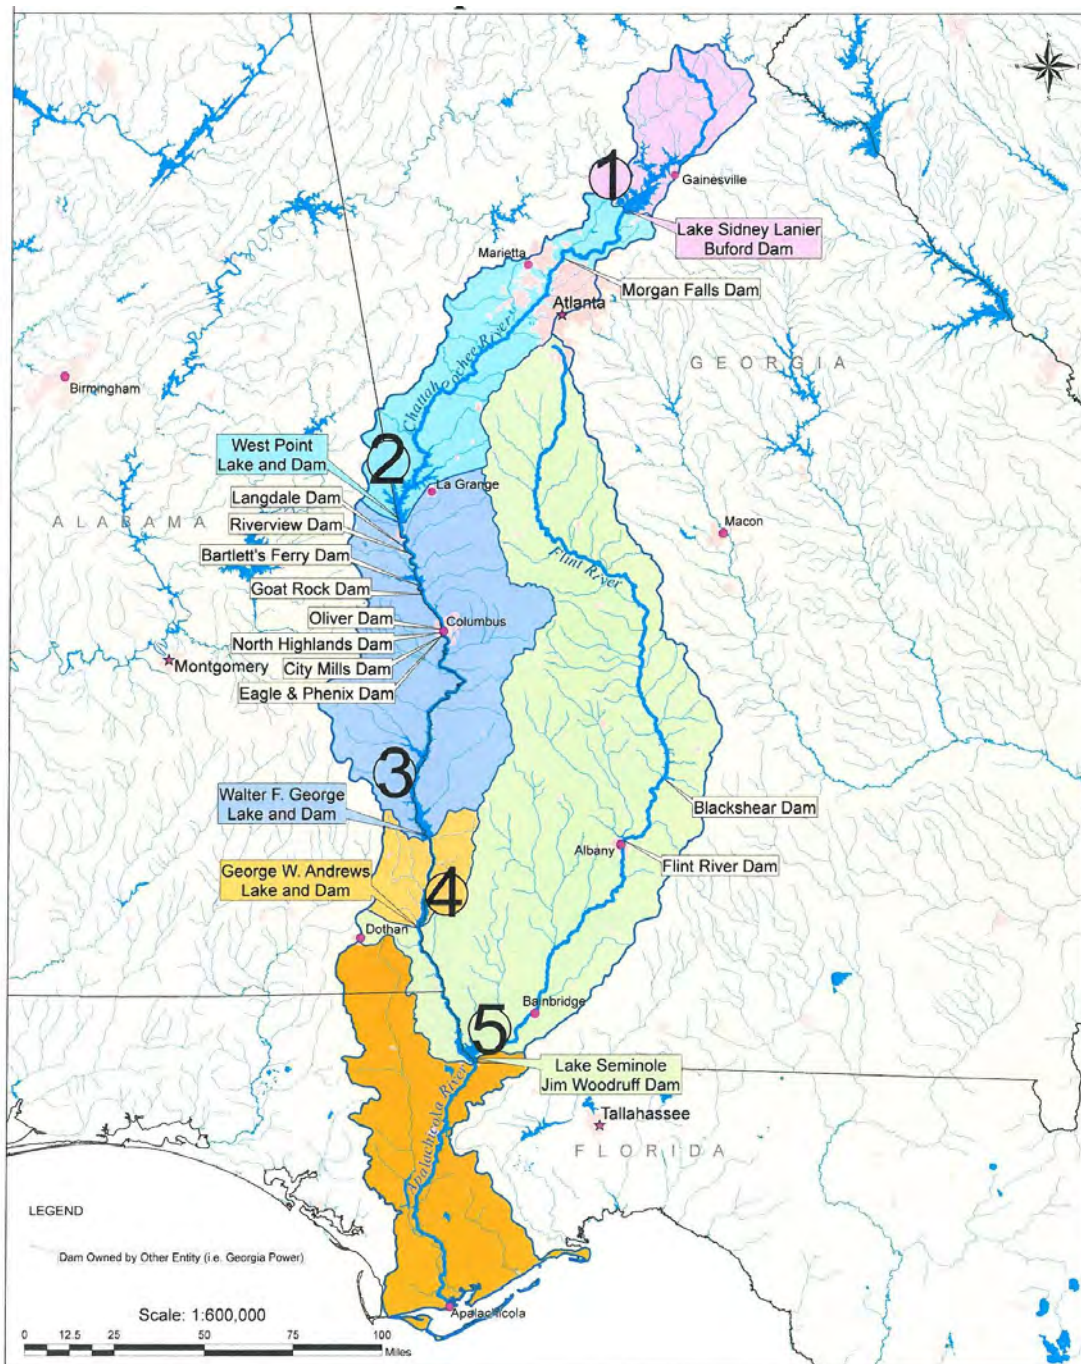 1
Gainesville
Lake Sidney Lanier
Buford Dam
Marietta
Morgan Falls Dam
Atlanta
Chattahoochee River
GEORGIA
Birmingham
2
West Point
Lake and Dam
La Grange
Langdale Dam
ALABAMA
Riverview Dam
Macon
Bartlett's Ferry Dam
Flint River
Goat Rock Dam
Oliver Dam
Columbus
North Highlands Dam
Montgomery
City Mills Dam
Eagle & Phenix Dam
3
Walter F. George
Lake and Dam
Blackshear Dam
Albany
Flint River Dam
George W. Andrews
Lake and Dam
4
Dothan
Bainbridge
5
Lake Seminole
Jim Woodruff Dam
Apalachicola River
Tallahassee
FLORIDA
LEGEND
Dam Owned by Other Entity (i.e. Georgia Power)
Scale: 1:600,000
Apalachicola
0 12.5 25 50 75 100
Miles